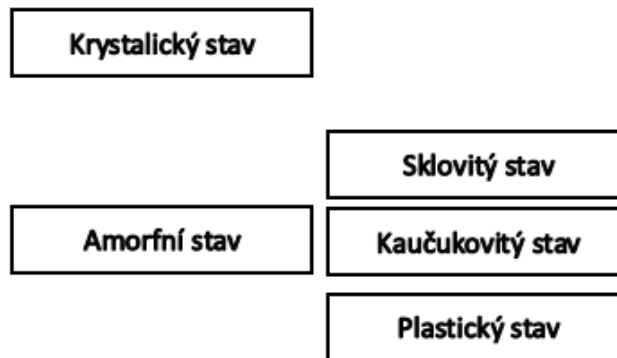 Krystalický stav
Sklovitý stav
Amorfní stav
Kaučukovitý stav
Plastický stav